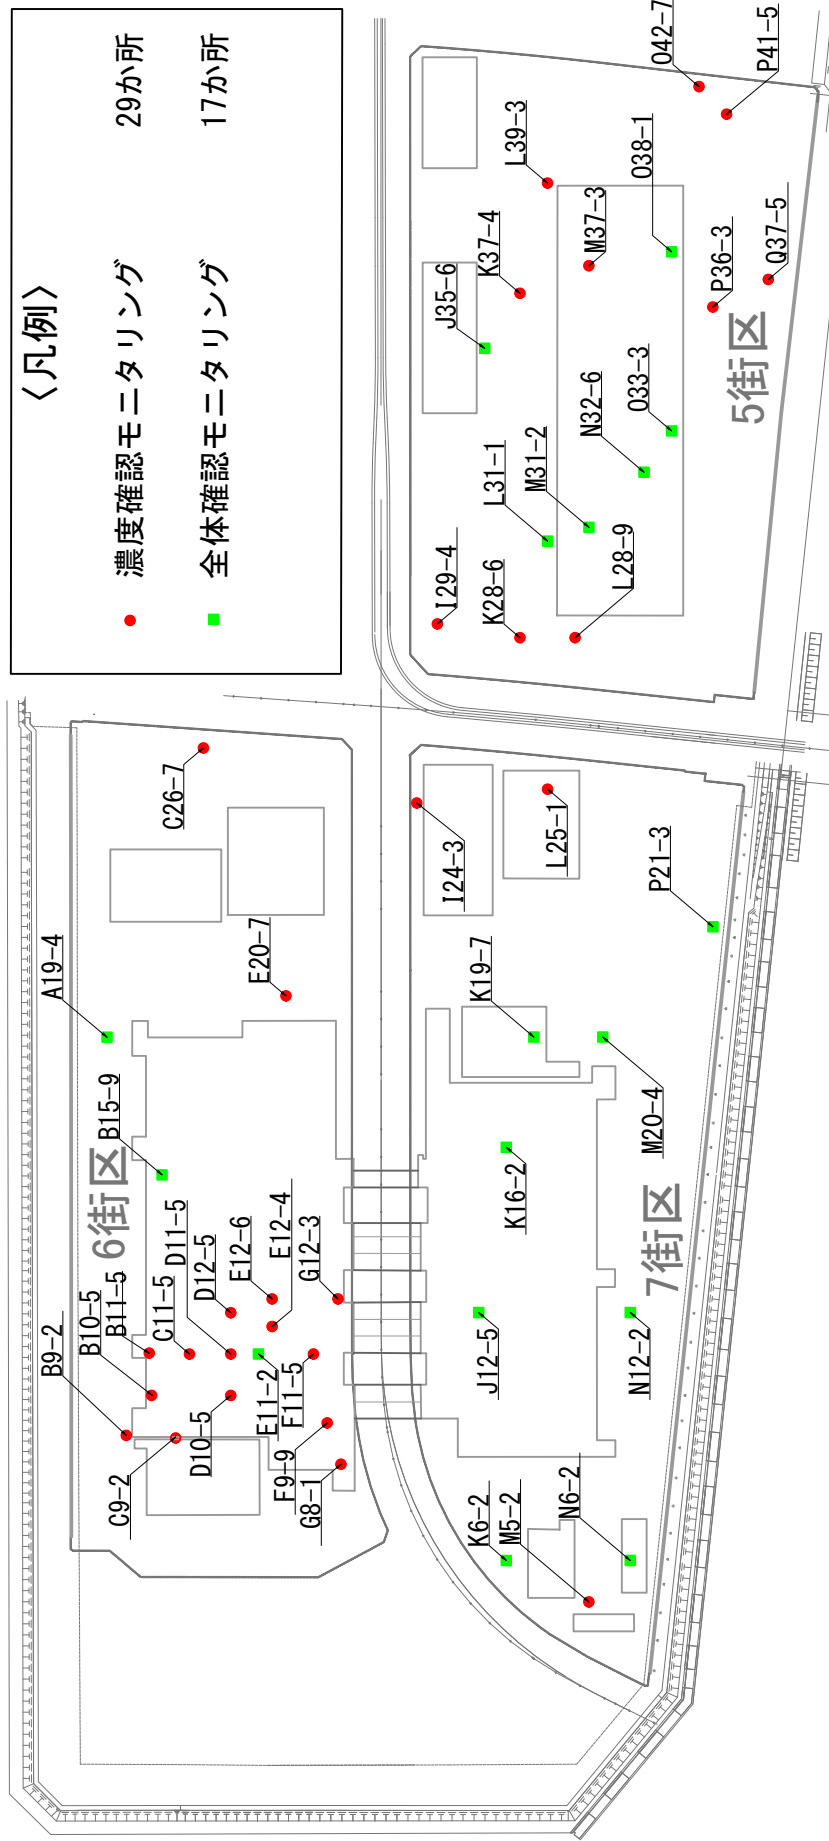 〈凡例〉
濃度確認モニタリング 29か所
全体確認モニタリング 17か所
6街区
B9-2
B10-5
B11-5
C11-5
D11-5
D12-5
E12-6
E12-4
G12-3
B15-9
A19-4
E20-7
C26-7
C9-2
D10-5
E11-2
F11-5
F9-9
G8-1
7街区
K6-2
M5-2
N6-2
J12-5
N12-2
K16-2
K19-7
M20-4
P21-3
I24-3
L25-1
5街区
I29-4
K28-6
L28-9
L31-1
M31-2
N32-6
O33-3
J35-6
K37-4
M37-3
L39-3
O38-1
P36-3
Q37-5
O42-7
P41-5